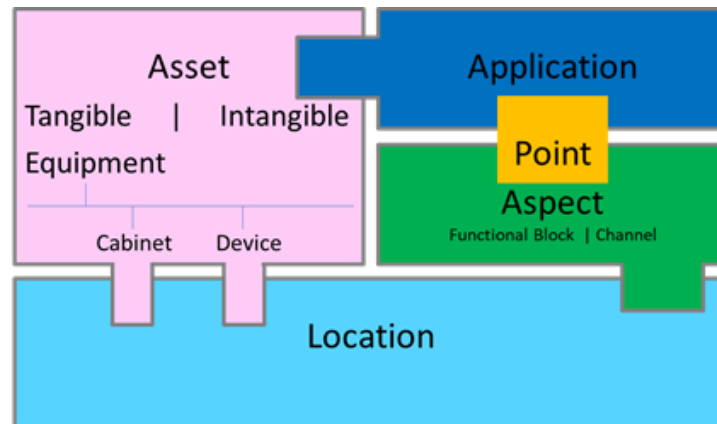 Asset
Tangible | Intangible
Equipment
Cabinet Device
Application
Point
Aspect
Functional Block | Channel
Location